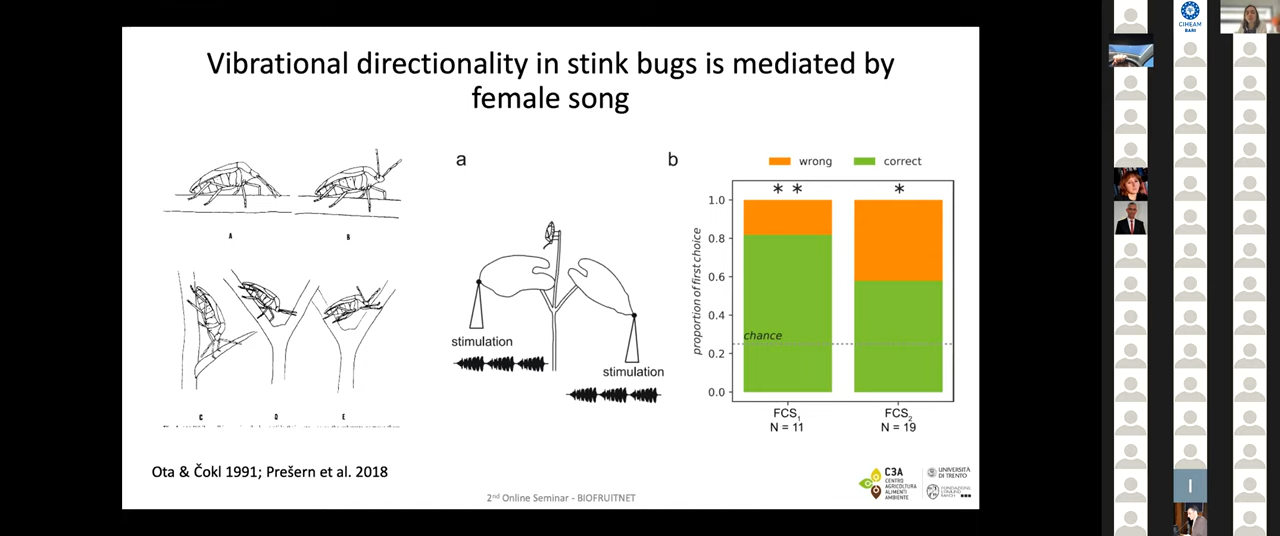 Vibrational directionality in stink bugs is mediated by
female song
A
B
C
D
E
a
stimulation
stimulation
b
wrong
correct
* *
*
proportion of first choice
1.0
0.8
0.6
0.4
0.2
0.0
chance
FCS1
N = 11
FCS2
N = 19
Ota & Čokl 1991; Prešern et al. 2018
2nd Online Seminar - BIOFRUITNET
C3A
CENTRO
AGRICOLTURA
ALIMENTI
AMBIENTE
UNIVERSITÀ
DI TRENTO
FONDAZIONE
EDMUND
MACH
CIHEAM
BARI
I